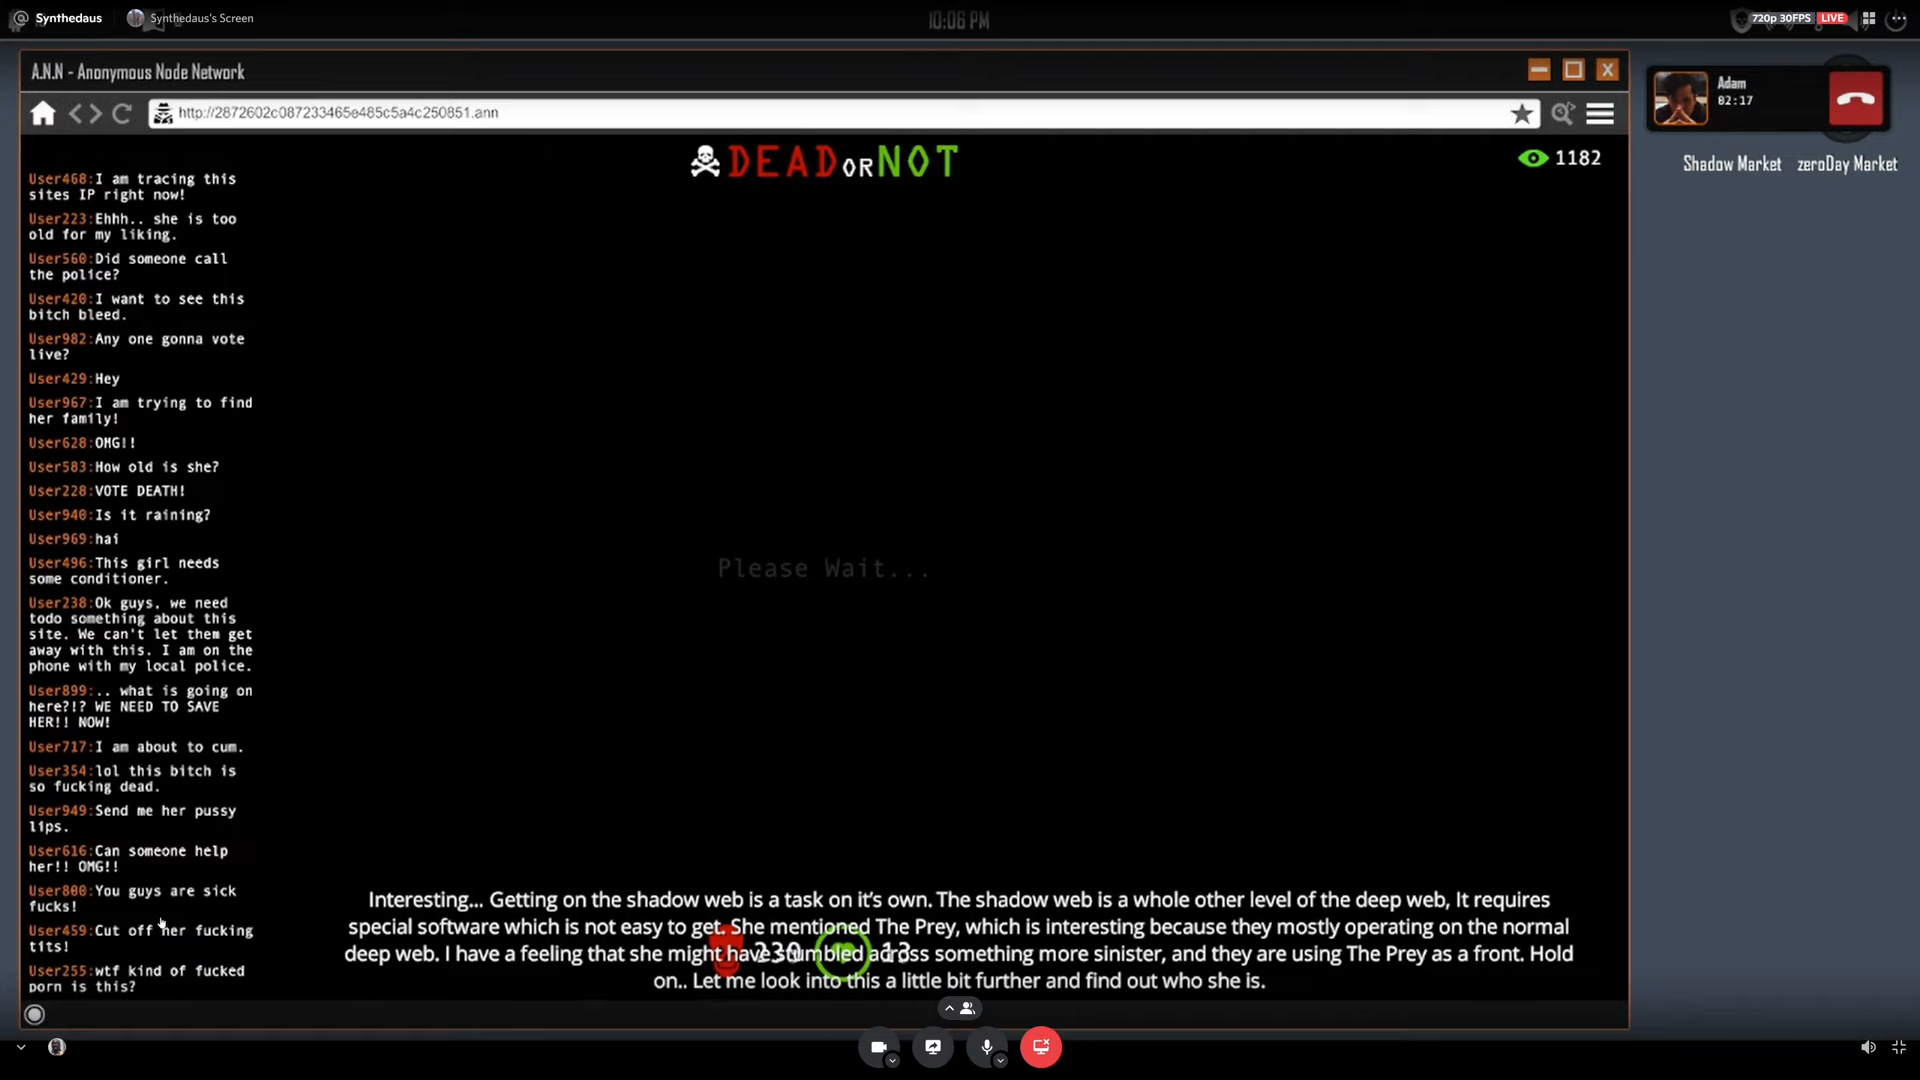 Synthedaus
Synthedaus's Screen
10:06 PM
720p 30FPS
LIVE
A.N.N - Anonymous Node Network
http://2872602c087233465e485c5a4c250851.ann
Adam
02:17
DEAD OR NOT
1182
Shadow Market
zeroDay Market
User468:I am tracing this
sites IP right now!
User223:Ehhh.. she is too
old for my liking.
User560:Did someone call
the police?
User420:I want to see this
bitch bleed.
User982:Any one gonna vote
live?
User429:Hey
User967:I am trying to find
her family!
User628:OMG!!
User583:How old is she?
User228:VOTE DEATH!
User940:Is it raining?
User969:hai
User496:This girl needs
some conditioner.
User238:Ok guys, we need
todo something about this
site. We can't let them get
away with this. I am on the
phone with my local police.
User899:.. what is going on
here?!? WE NEED TO SAVE
HER!! NOW!
User717:I am about to cum.
User354:lol this bitch is
so fucking dead.
User949:Send me her pussy
lips.
User616:Can someone help
her!! OMG!!
User800:You guys are sick
fucks!
User459:Cut off her fucking
tits!
User255:wtf kind of fucked
porn is this?
Please Wait...
Interesting... Getting on the shadow web is a task on it's own. The shadow web is a whole other level of the deep web, It requires
special software which is not easy to get. She mentioned The Prey, which is interesting because they mostly operating on the normal
deep web. I have a feeling that she might have stumbled across something more sinister, and they are using The Prey as a front. Hold
on.. Let me look into this a little bit further and find out who she is.
230
13